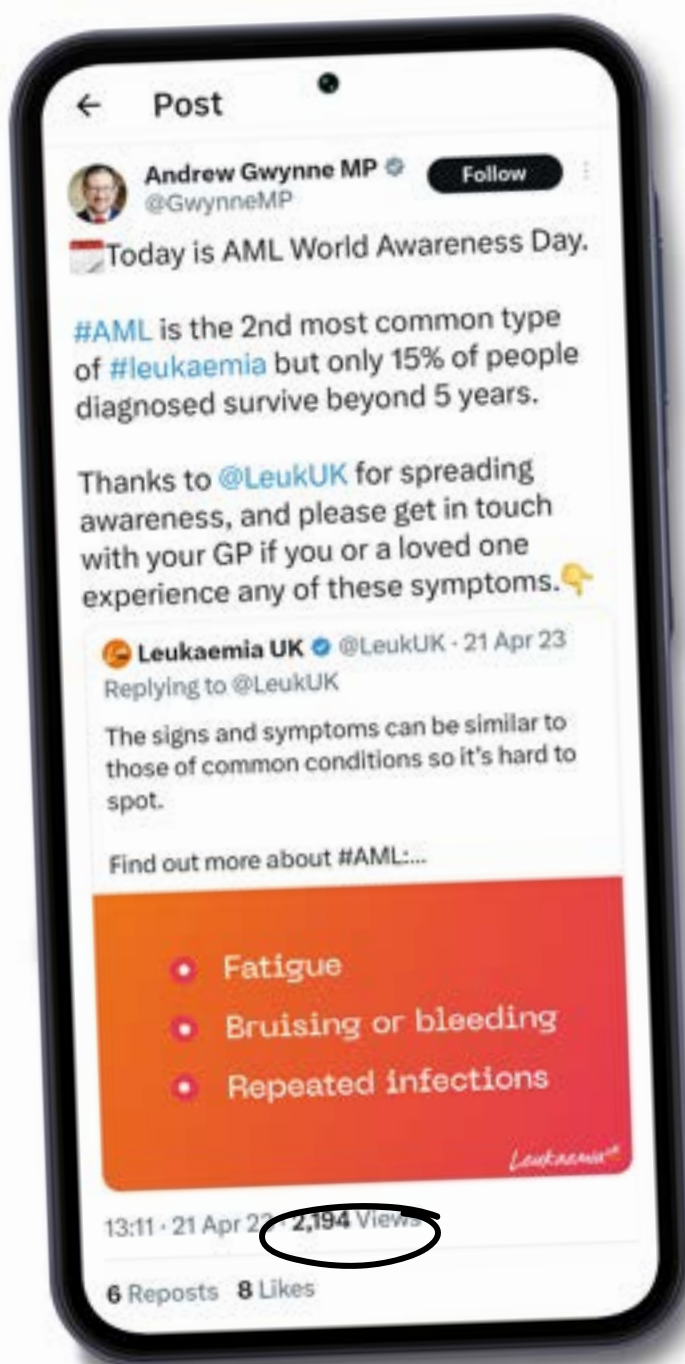 Post
Andrew Gwynne MP
Follow
@GwynneMP
Today is AML World Awareness Day.
#AML is the 2nd most common type
of #leukaemia but only 15% of people
diagnosed survive beyond 5 years.
Thanks to @LeukUK for spreading
awareness, and please get in touch
with your GP if you or a loved one
experience any of these symptoms.
Leukaemia UK @LeukUK · 21 Apr 23
Replying to @LeukUK
The signs and symptoms can be similar to
those of common conditions so it's hard to
spot.
Find out more about #AML:...
Fatigue
Bruising or bleeding
Repeated infections
Leukaemia UK
13:11 · 21 Apr 23 · 2,194 Views
6 Reposts 8 Likes